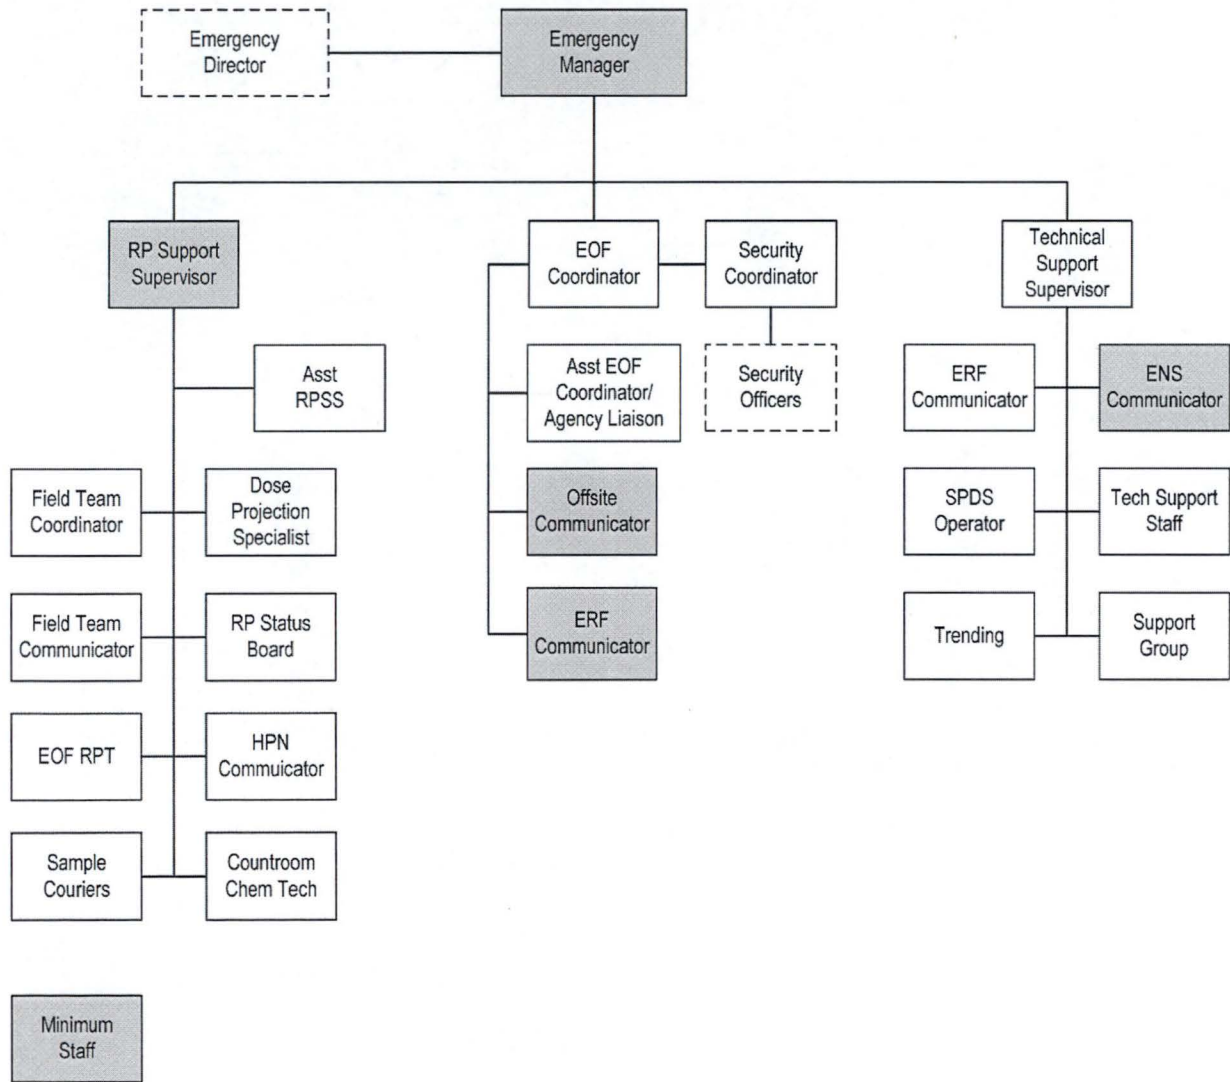 Emergency
Director
Emergency
Manager
RP Support
Supervisor
EOF
Coordinator
Security
Coordinator
Technical
Support
Supervisor
Asst
RPSS
Asst EOF
Coordinator/
Agency Liaison
Security
Officers
ERF
Communicator
ENS
Communicator
Field Team
Coordinator
Dose
Projection
Specialist
Offsite
Communicator
SPDS
Operator
Tech Support
Staff
Field Team
Communicator
RP Status
Board
ERF
Communicator
Trending
Support
Group
EOF RPT
HPN
Commuicator
Sample
Couriers
Countroom
Chem Tech
Minimum
Staff